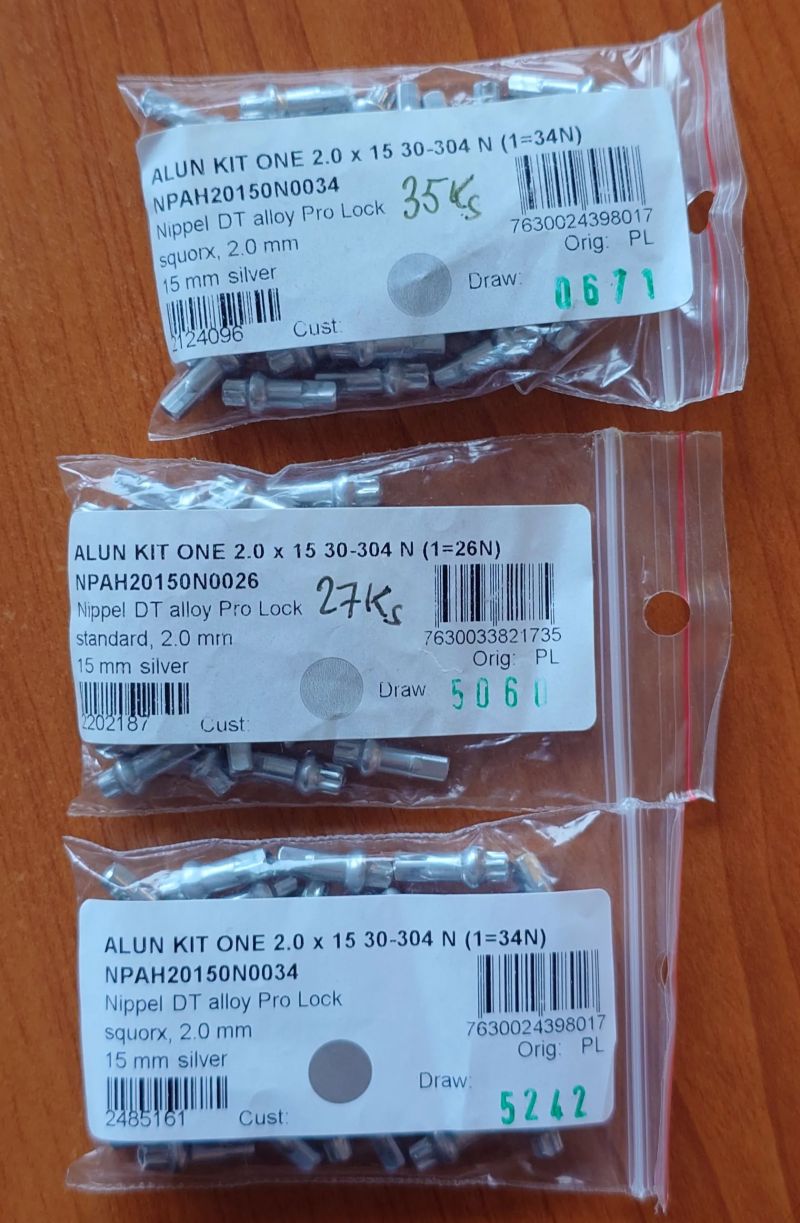 ALUN KIT ONE 2.0 x 15 30-304 N (1=34N)
NPAH20150N0034
Nippel DT alloy Pro Lock 35Ks
squorx, 2.0 mm
15 mm silver
7630024398017
Orig: PL
Draw: 0671
2124096 Cust:
ALUN KIT ONE 2.0 x 15 30-304 N (1=26N)
NPAH20150N0026
Nippel DT alloy Pro Lock 27Ks
standard, 2.0 mm
15 mm silver
7630033821735
Orig: PL
Draw 5060
2202187 Cust:
ALUN KIT ONE 2.0 x 15 30-304 N (1=34N)
NPAH20150N0034
Nippel DT alloy Pro Lock
squorx, 2.0 mm
15 mm silver
7630024398017
Orig: PL
Draw: 5242
2485161 Cust: